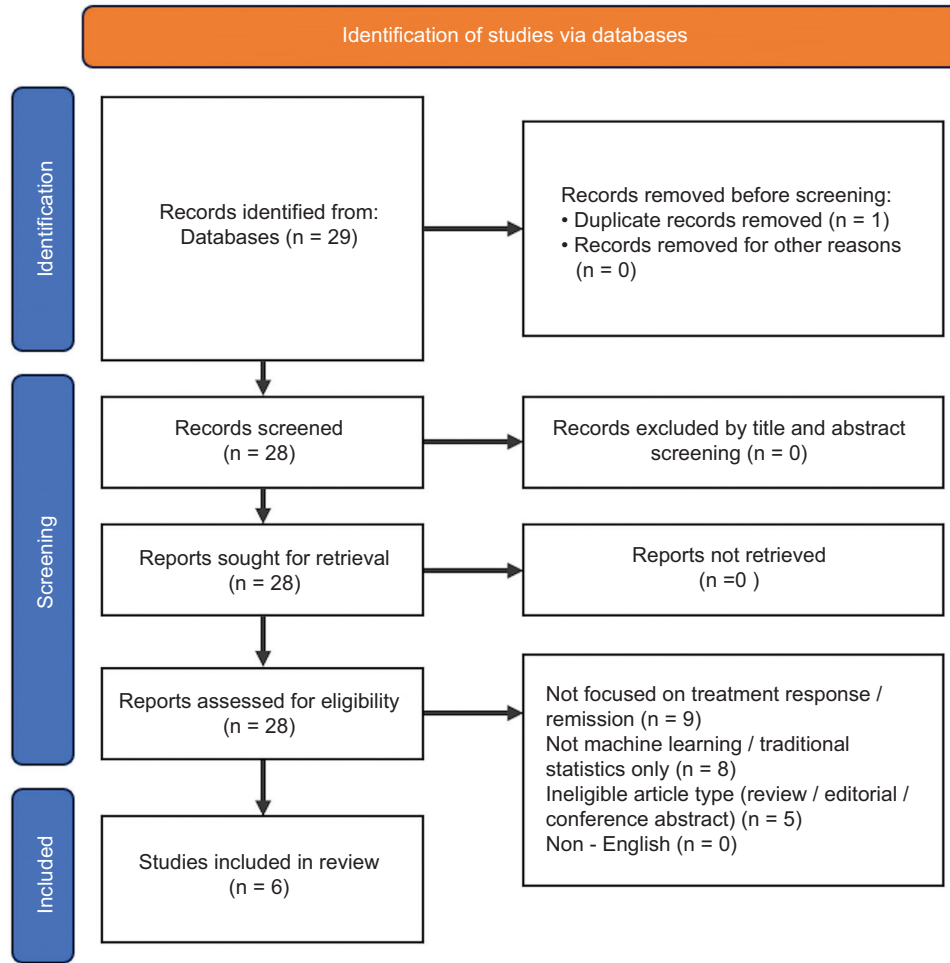 Identification of studies via databases
Identification
Records identified from:
Databases (n = 29)
Records removed before screening:
• Duplicate records removed (n = 1)
• Records removed for other reasons
(n = 0)
Screening
Records screened
(n = 28)
Records excluded by title and abstract
screening (n = 0)
Reports sought for retrieval
(n = 28)
Reports not retrieved
(n =0 )
Reports assessed for eligibility
(n = 28)
Not focused on treatment response /
remission (n = 9)
Not machine learning / traditional
statistics only (n = 8)
Ineligible article type (review / editorial /
conference abstract) (n = 5)
Non - English (n = 0)
Included
Studies included in review
(n = 6)